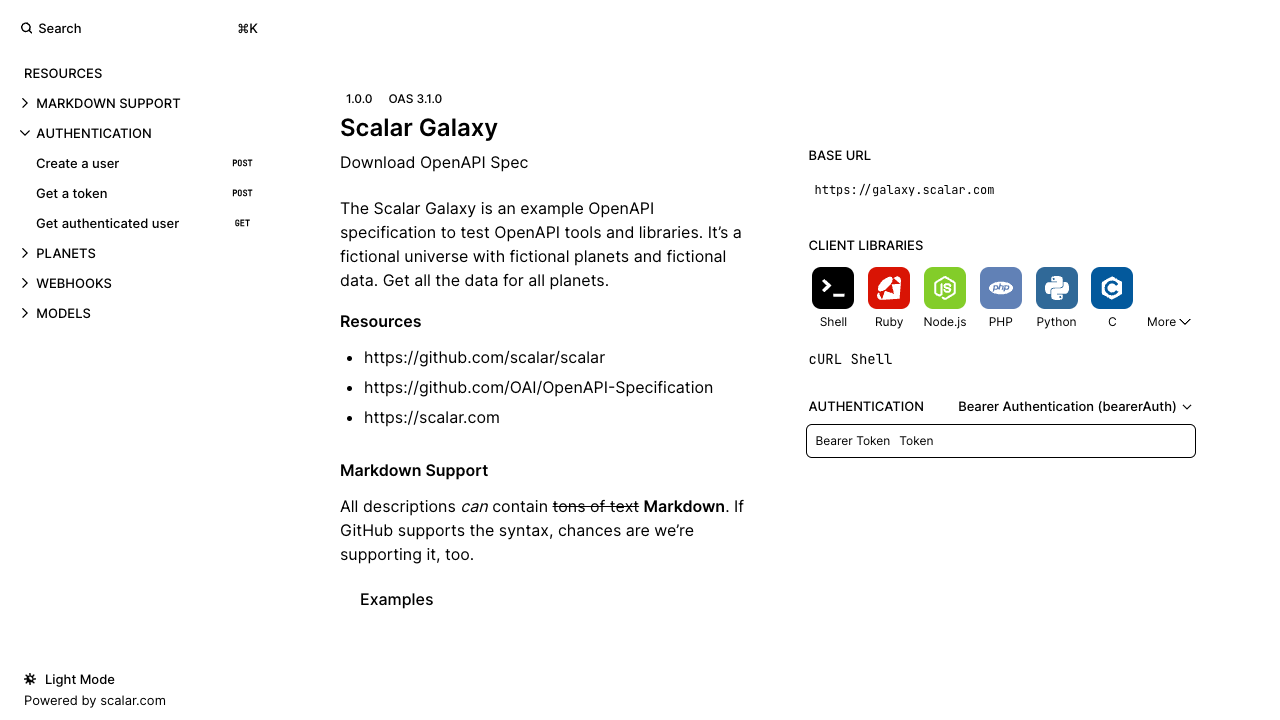 Search ⌘K
RESOURCES
MARKDOWN SUPPORT
AUTHENTICATION
Create a user POST
Get a token POST
Get authenticated user GET
PLANETS
WEBHOOKS
MODELS
Light Mode
Powered by scalar.com
1.0.0 OAS 3.1.0
Scalar Galaxy
Download OpenAPI Spec
The Scalar Galaxy is an example OpenAPI
specification to test OpenAPI tools and libraries. It’s a
fictional universe with fictional planets and fictional
data. Get all the data for all planets.
Resources
• https://github.com/scalar/scalar
• https://github.com/OAI/OpenAPI-Specification
• https://scalar.com
Markdown Support
All descriptions can contain tons of text Markdown. If
GitHub supports the syntax, chances are we’re
supporting it, too.
Examples
BASE URL
https://galaxy.scalar.com
CLIENT LIBRARIES
php
Shell Ruby Node.js PHP Python C More
cURL Shell
AUTHENTICATION Bearer Authentication (bearerAuth)
Bearer Token Token